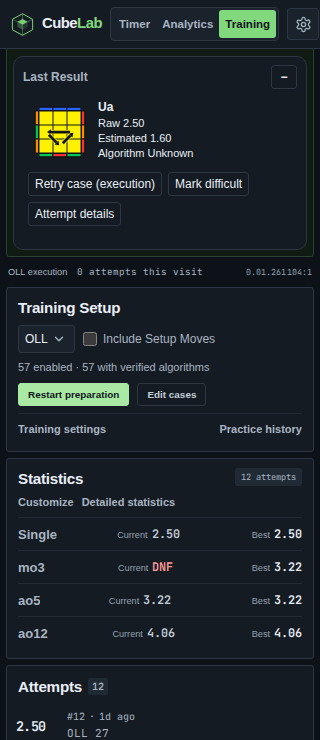 CubeLab Timer Analytics Training
Last Result −
Ua
Raw 2.50
Estimated 1.60
Algorithm Unknown
Retry case (execution) Mark difficult
Attempt details
OLL execution 0 attempts this visit 0.01.261104:1
Training Setup
OLL Include Setup Moves
57 enabled · 57 with verified algorithms
Restart preparation Edit cases
Training settings Practice history
Statistics 12 attempts
Customize Detailed statistics
Single Current 2.50 Best 2.50
mo3 Current DNF Best 3.22
ao5 Current 3.22 Best 3.22
ao12 Current 4.06 Best 4.06
Attempts 12
2.50 #12 · 1d ago
OLL 27